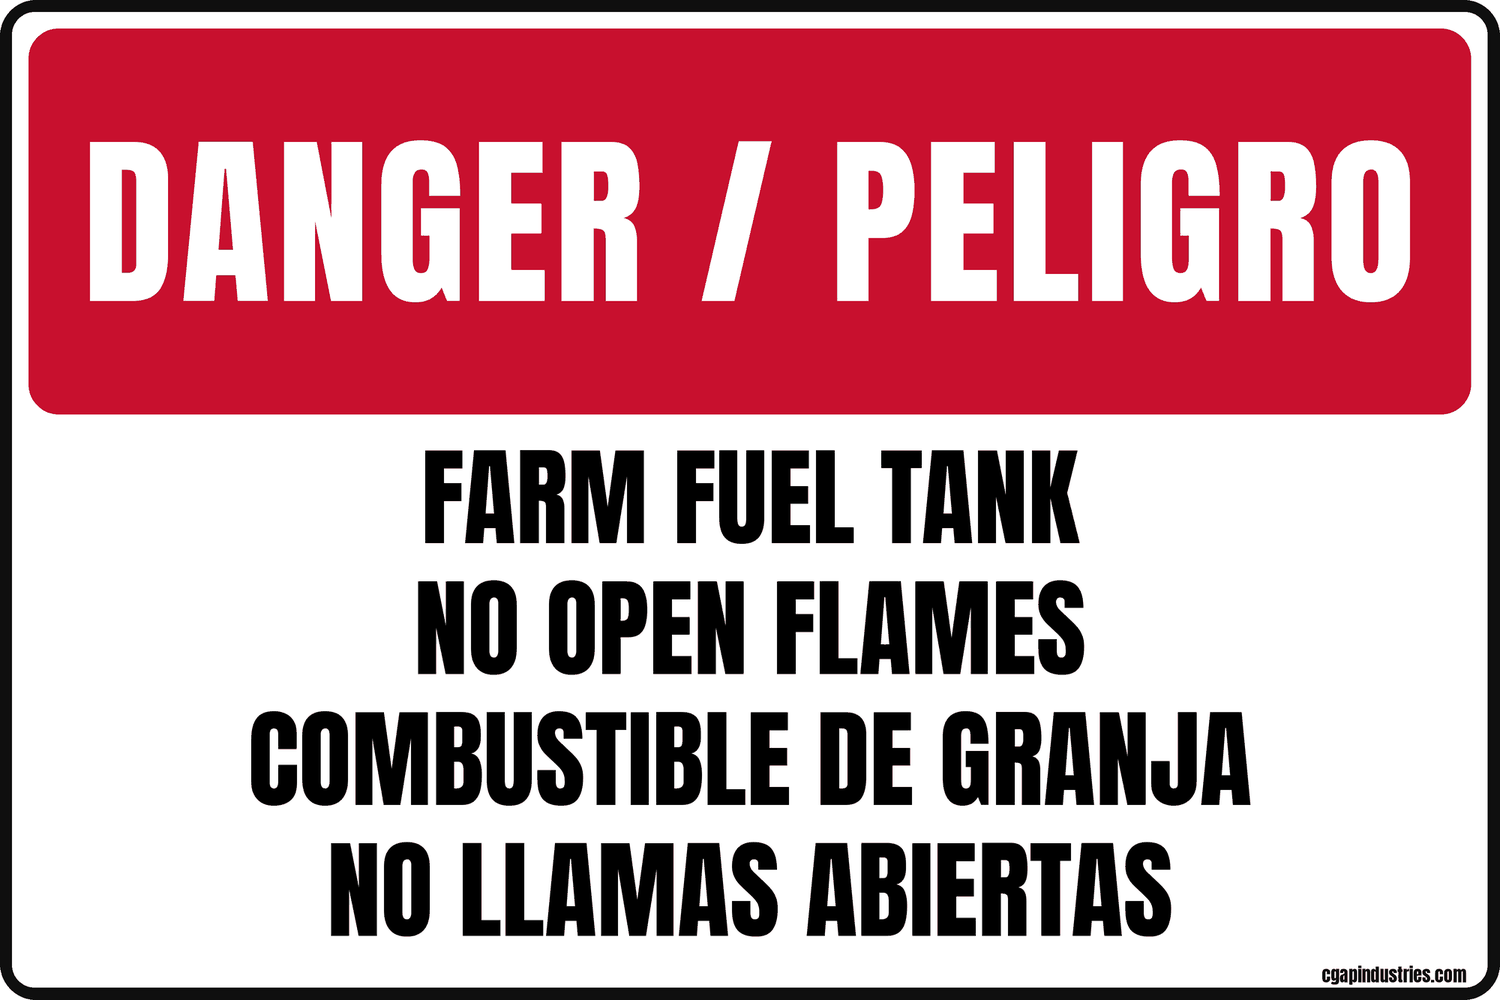 DANGER / PELIGRO
FARM FUEL TANK
NO OPEN FLAMES
COMBUSTIBLE DE GRANJA
NO LLAMAS ABIERTAS
cgapindustries.com